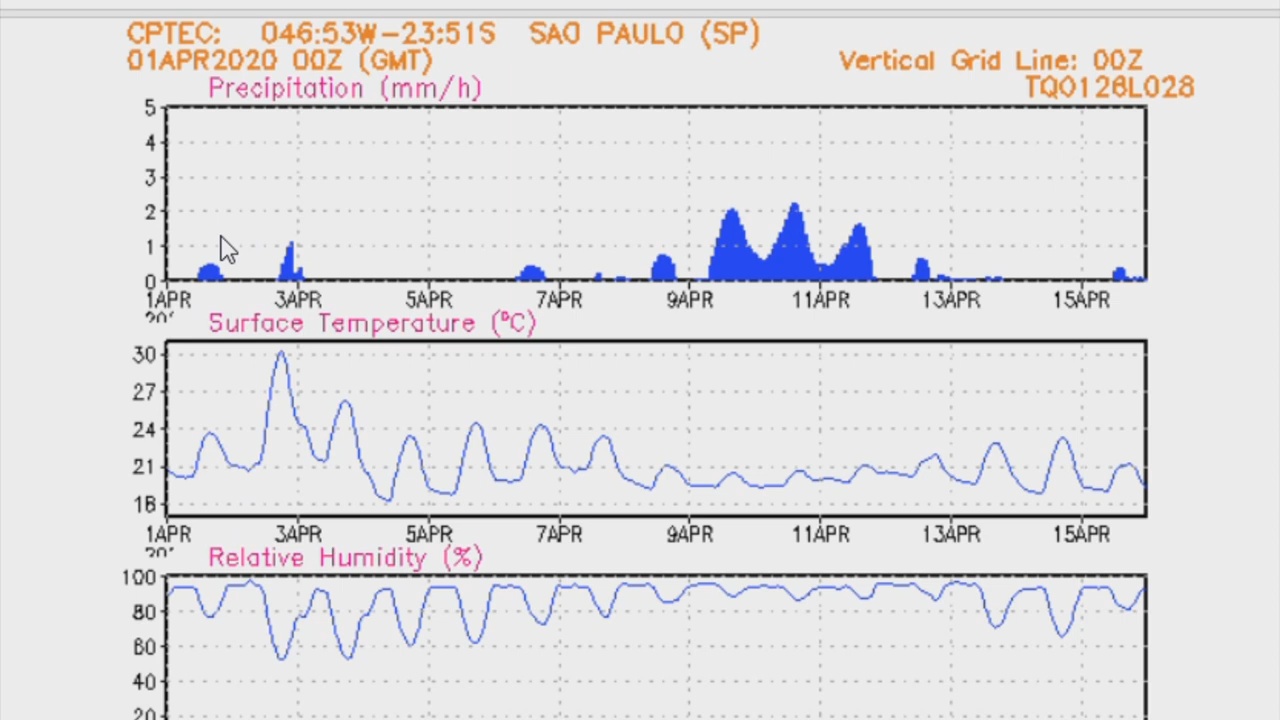 CPTEC: 046:53W-23:51S SAO PAULO (SP)
01APR2020 00Z (GMT) Vertical Grid Line: 00Z
Precipitation (mm/h) TQ0126L028
5
4
3
2
1
0
1APR 3APR 5APR 7APR 9APR 11APR 13APR 15APR
Surface Temperature (°C)
30
27
24
21
18
1APR 3APR 5APR 7APR 9APR 11APR 13APR 15APR
Relative Humidity (%)
100
80
60
40
20